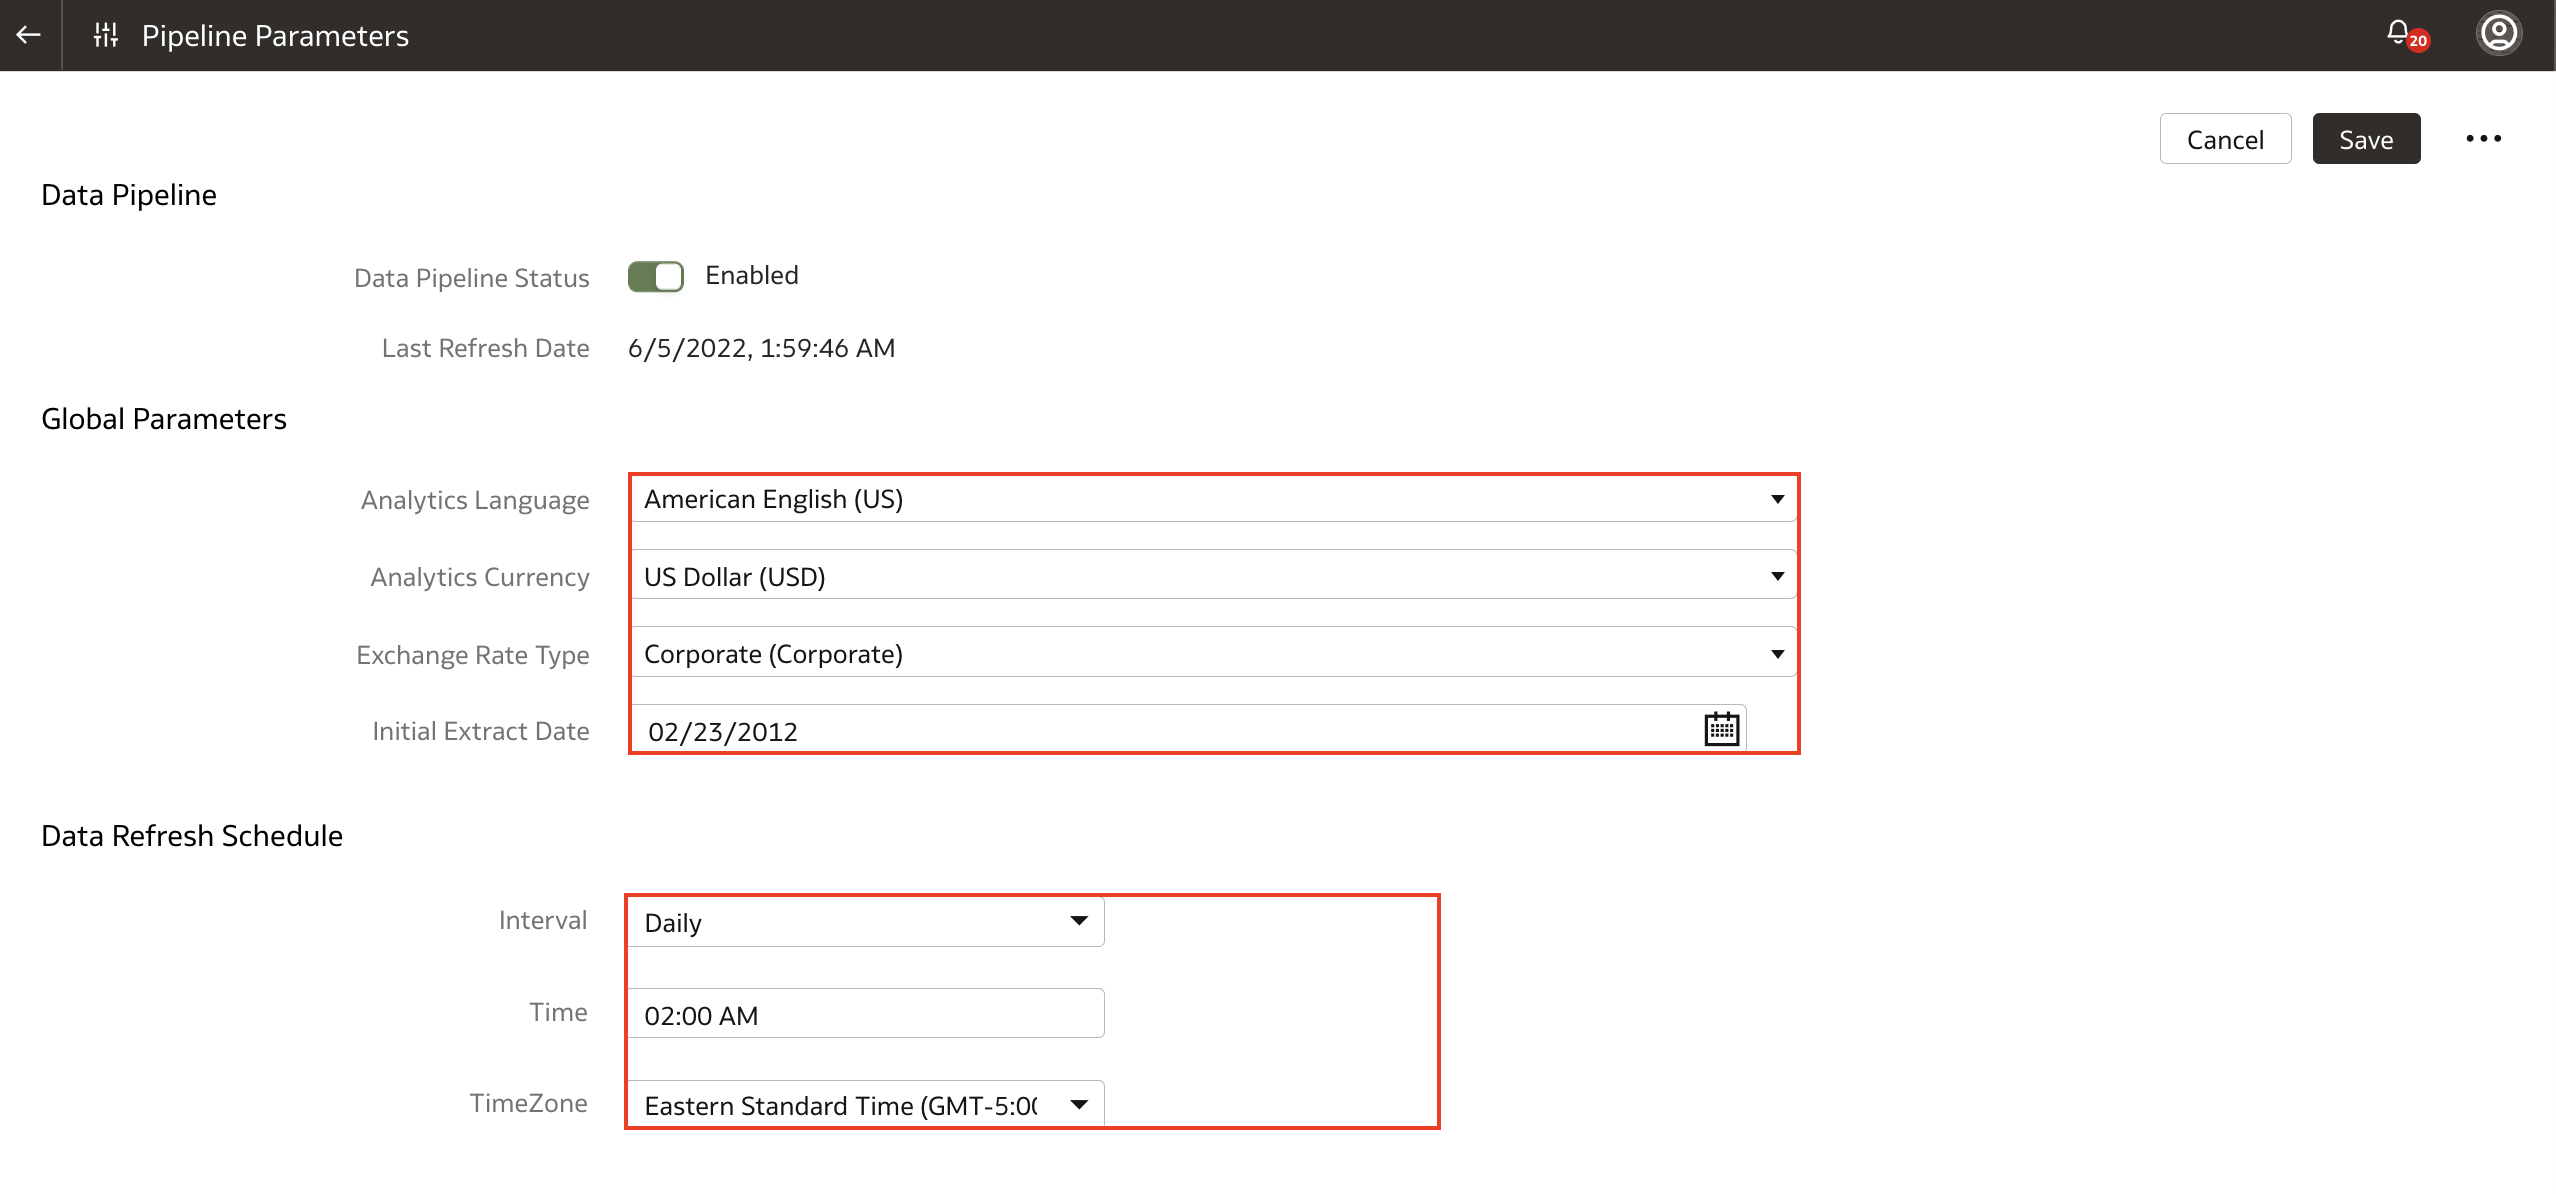 Pipeline Parameters
20
Cancel
Save
Data Pipeline
Data Pipeline Status
Enabled
Last Refresh Date
6/5/2022, 1:59:46 AM
Global Parameters
Analytics Language
American English (US)
Analytics Currency
US Dollar (USD)
Exchange Rate Type
Corporate (Corporate)
Initial Extract Date
02/23/2012
Data Refresh Schedule
Interval
Daily
Time
02:00 AM
TimeZone
Eastern Standard Time (GMT-5:00